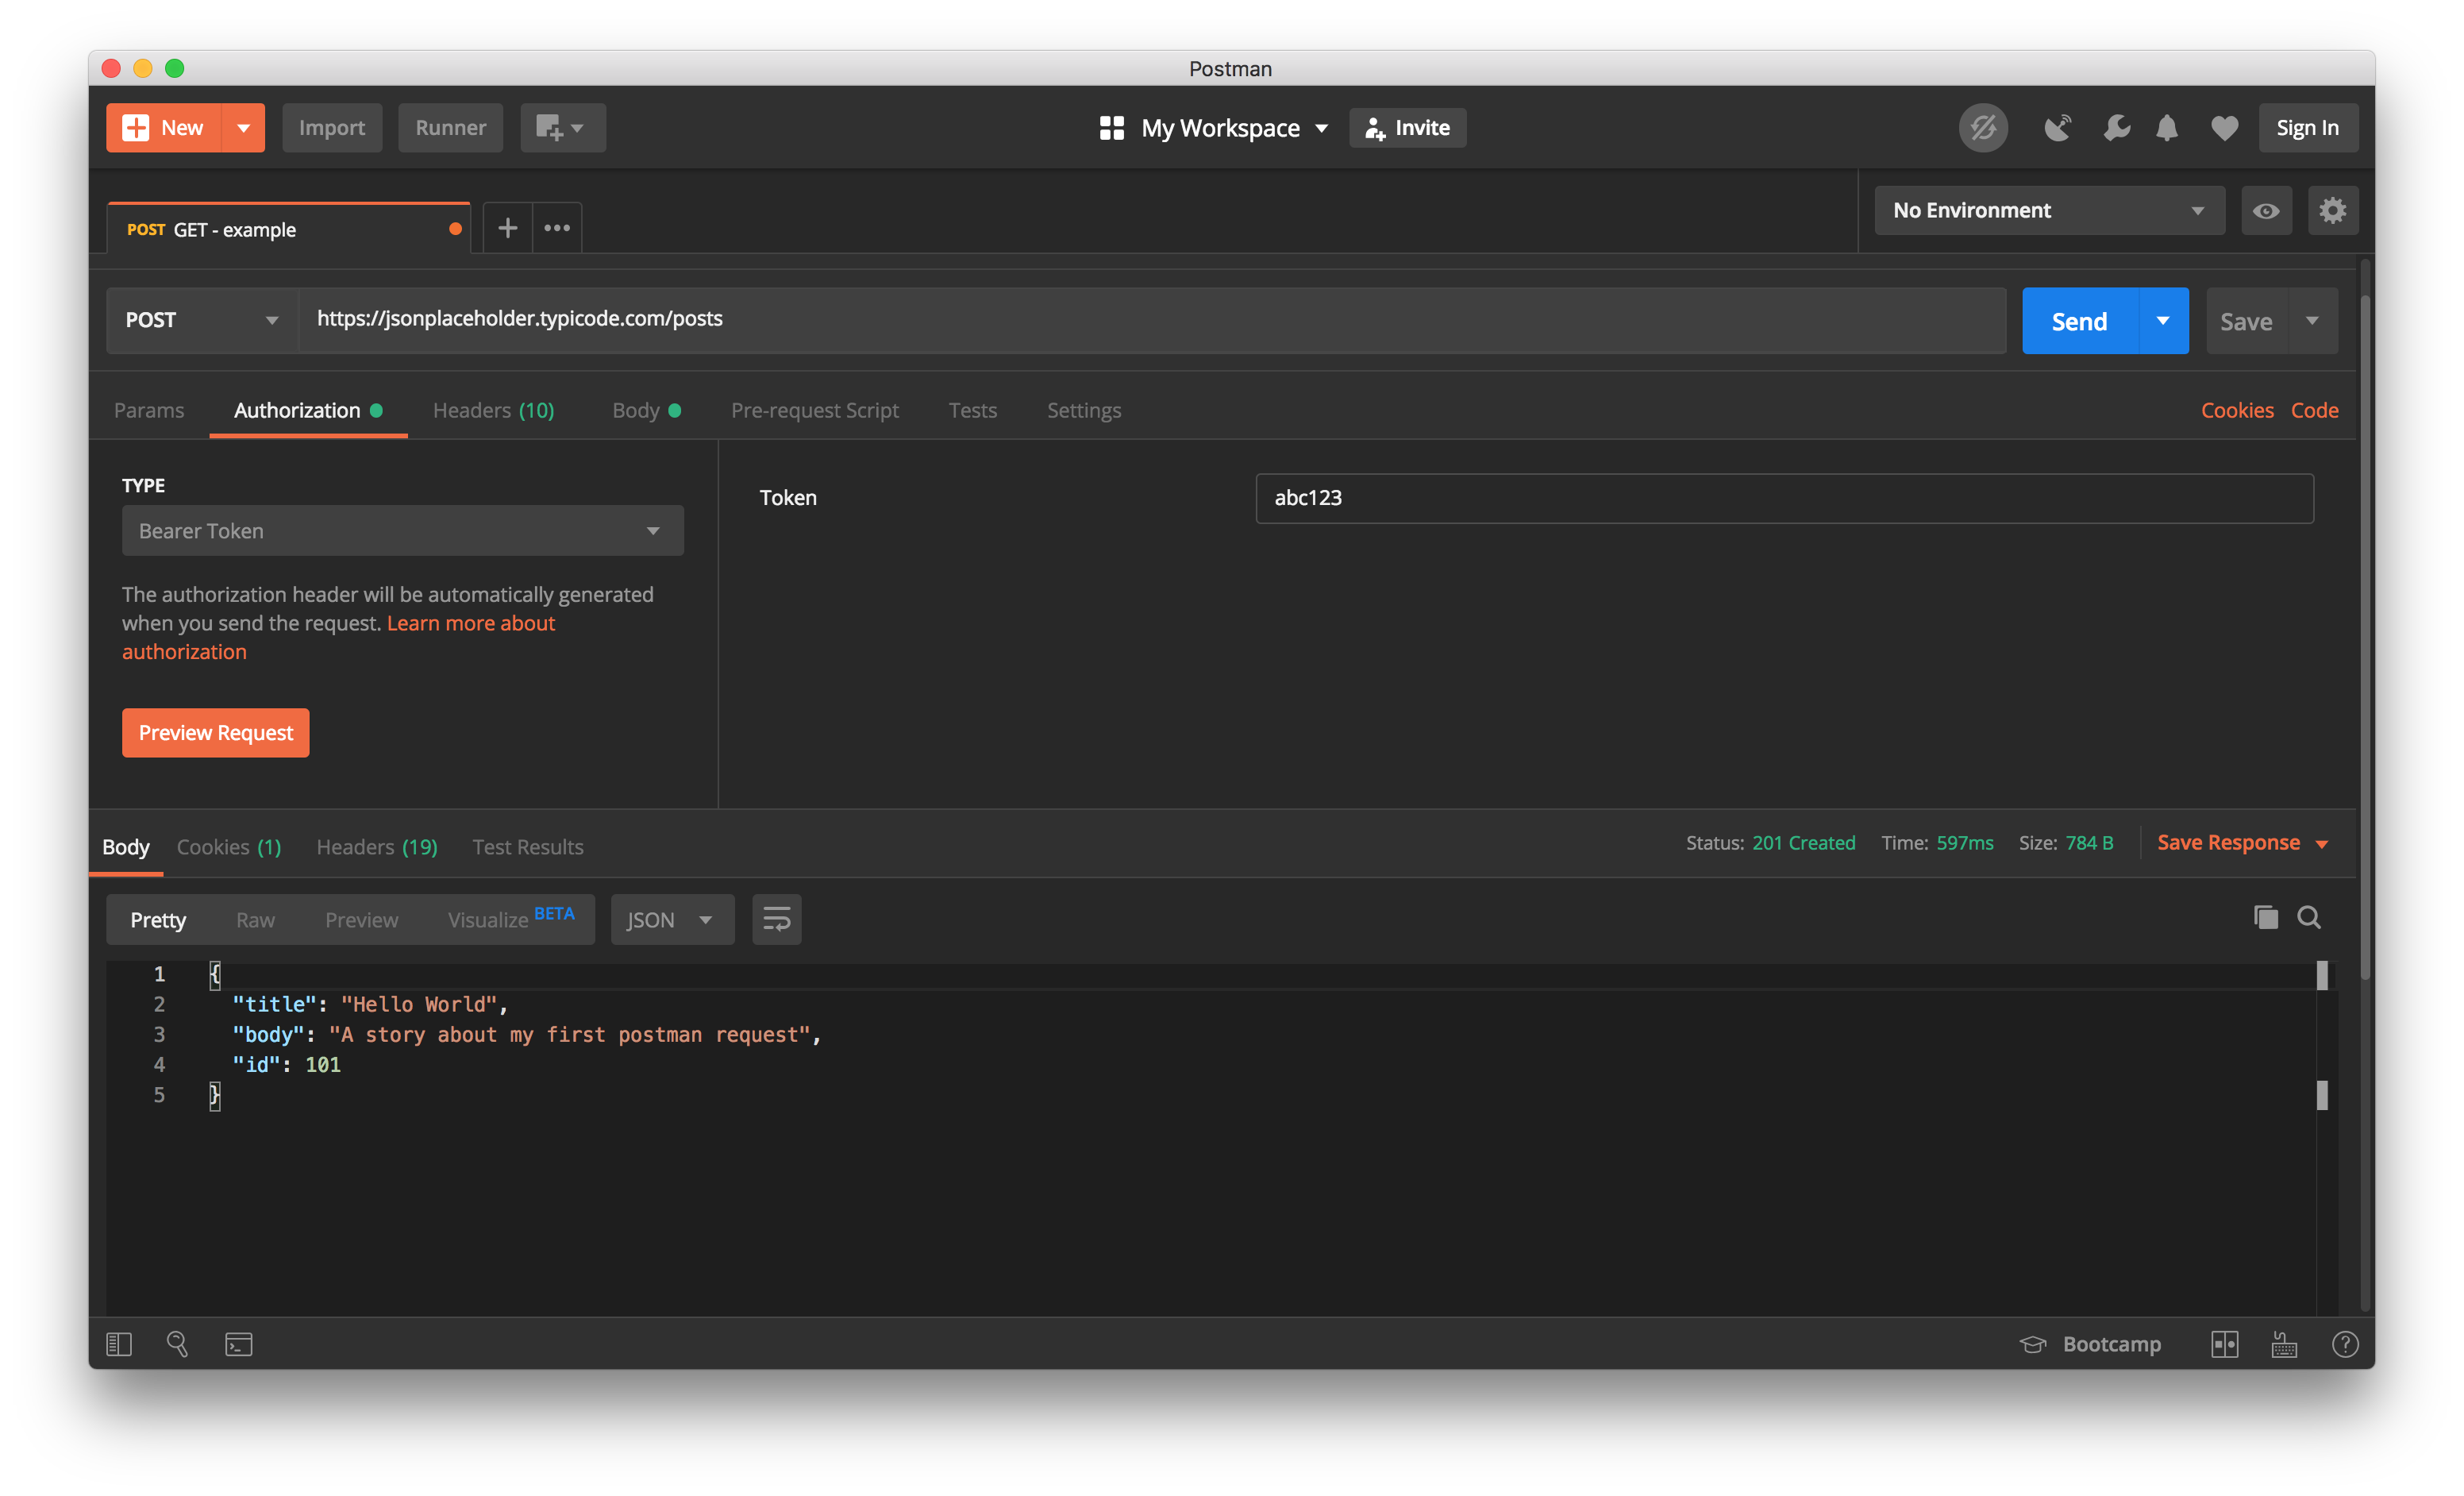 Postman
New Import Runner My Workspace Invite Sign In
POST GET - example ••• No Environment
POST https://jsonplaceholder.typicode.com/posts Send Save
Params Authorization Headers (10) Body Pre-request Script Tests Settings Cookies Code
TYPE
Bearer Token
The authorization header will be automatically generated
when you send the request. Learn more about
authorization
Preview Request
Token abc123
Body Cookies (1) Headers (19) Test Results Status: 201 Created Time: 597ms Size: 784 B Save Response
Pretty Raw Preview Visualize BETA JSON
1 {
2 "title": "Hello World",
3 "body": "A story about my first postman request",
4 "id": 101
5 }
Bootcamp